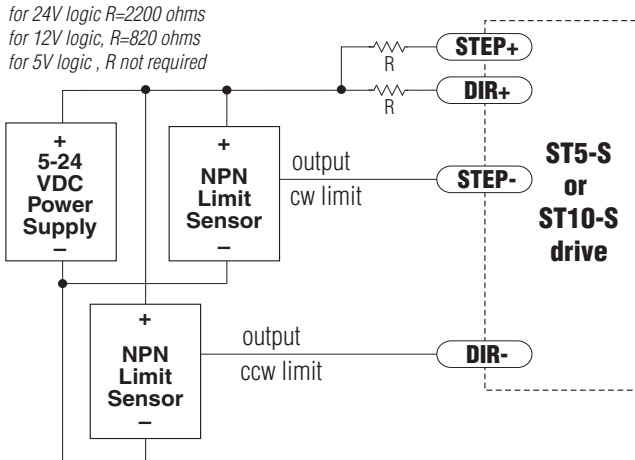 for 24V logic R=2200 ohms
for 12V logic, R=820 ohms
for 5V logic , R not required
STEP+
R
DIR+
R
+
5-24
VDC
Power
Supply
–
+
NPN
Limit
Sensor
–
output
cw limit
STEP-
ST5-S
or
ST10-S
drive
+
NPN
Limit
Sensor
–
output
ccw limit
DIR-